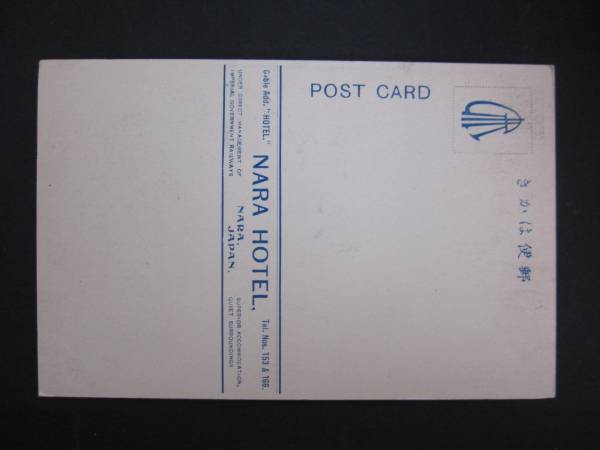 POST CARD
きかは便郵
Cable Add. "HOTEL." NARA HOTEL, Tel. Nos. 153 & 166.
UNDER DIRECT MANAGEMENT OF
IMPERIAL GOVERNMENT RAILWAYS
NARA,
JAPAN.
SUPERIOR ACCOMMODATION,
QUIET SURROUNDINGS